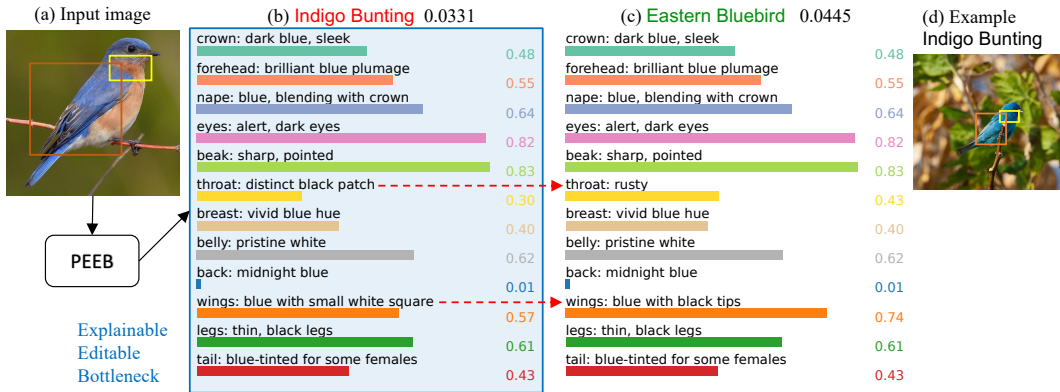 (a) Input image
(b) Indigo Bunting 0.0331
(c) Eastern Bluebird 0.0445
(d) Example
Indigo Bunting
PEEB
Explainable
Editable
Bottleneck
crown: dark blue, sleek
0.48
forehead: brilliant blue plumage
0.55
nape: blue, blending with crown
0.64
eyes: alert, dark eyes
0.82
beak: sharp, pointed
0.83
throat: distinct black patch
0.30
breast: vivid blue hue
0.40
belly: pristine white
0.62
back: midnight blue
0.01
wings: blue with small white square
0.57
legs: thin, black legs
0.61
tail: blue-tinted for some females
0.43
crown: dark blue, sleek
0.48
forehead: brilliant blue plumage
0.55
nape: blue, blending with crown
0.64
eyes: alert, dark eyes
0.82
beak: sharp, pointed
0.83
throat: rusty
0.43
breast: vivid blue hue
0.40
belly: pristine white
0.62
back: midnight blue
0.01
wings: blue with black tips
0.74
legs: thin, black legs
0.61
tail: blue-tinted for some females
0.43